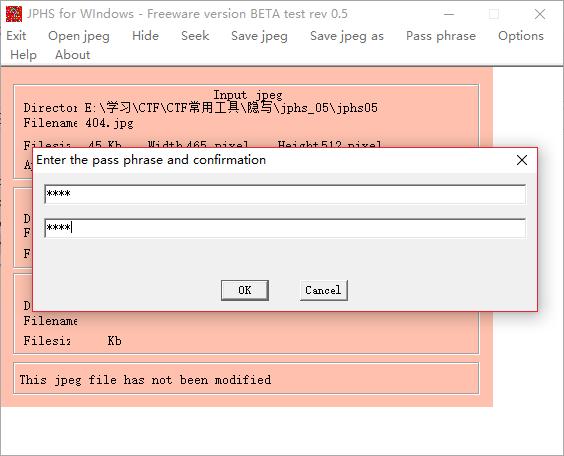 JPHS for WIndows - Freeware version BETA test rev 0.5
Exit Open jpeg Hide Seek Save jpeg Save jpeg as Pass phrase Options
Help About
Input jpeg
Director E:\学习\CTF\CTF常用工具\隐写\jphs_05\jphs05
Filename 404.jpg
Filesiz 45 Kb Width 465 pixel Height 512 pixel
Enter the pass phrase and confirmation
****
****
OK Cancel
Filename
Filesiz Kb
This jpeg file has not been modified